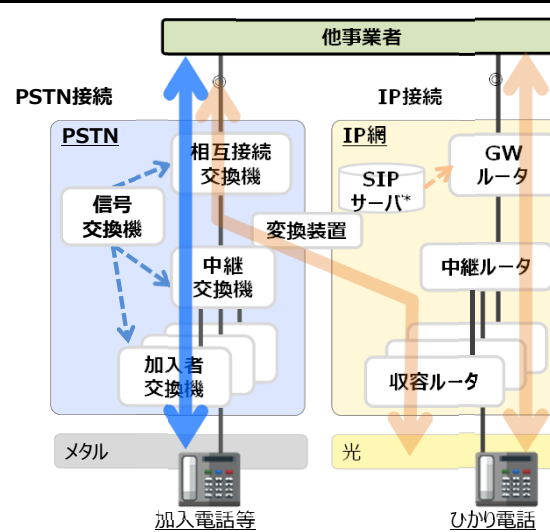 他事業者
PSTN接続
IP接続
PSTN
相互接続
交換機
信号
交換機
中継
交換機
加入者
交換機
変換装置
IP網
GW
ルータ
SIP
サーバ*
中継ルータ
収容ルータ
メタル
光
加入電話等
ひかり電話